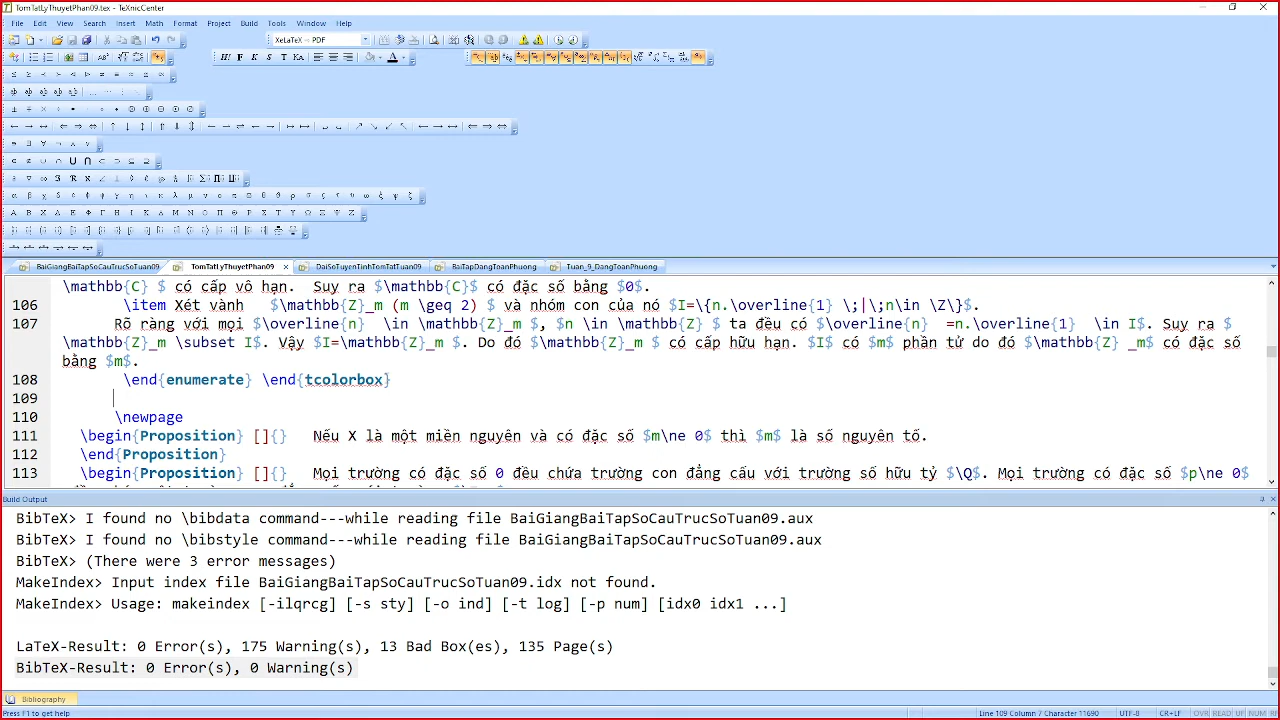 TomTatLyThuyetPhan09.tex - TeXnicCenter
File Edit View Search Insert Math Format Project Build Tools Window Help
XeLaTeX ⇨ PDF
BaiGiangBaiTapSoCauTrucSoTuan09 TomTatLyThuyetPhan09 × DaiSoTuyenTinhTomTatTuan09 BaiTapDangToanPhuong Tuan_9_DangToanPhuong
\mathbb{C} $ có cấp vô hạn.  Suy ra $\mathbb{C}$ có đặc số bằng $0$.
106 \item Xét vành   $\mathbb{Z}_m (m \geq 2) $ và nhóm con của nó $I=\{n.\overline{1} \;|\;n\in \Z\}$.
107 Rõ ràng với mọi $\overline{n}  \in \mathbb{Z}_m $, $n \in \mathbb{Z} $ ta đều có $\overline{n}  =n.\overline{1}  \in I$. Suy ra $
\mathbb{Z}_m \subset I$. Vậy $I=\mathbb{Z}_m $. Do đó $\mathbb{Z}_m $ có cấp hữu hạn. $I$ có $m$ phần tử do đó $\mathbb{Z} _m$ có đặc số
bằng $m$.
108 \end{enumerate} \end{tcolorbox}
109
110 \newpage
111 \begin{Proposition} []{}   Nếu X là một miền nguyên và có đặc số $m\ne 0$ thì $m$ là số nguyên tố.
112 \end{Proposition}
113 \begin{Proposition} []{}   Mọi trường có đặc số 0 đều chứa trường con đẳng cấu với trường số hữu tỷ $\Q$. Mọi trường có đặc số $p\ne 0$
Build Output
BibTeX> I found no \bibdata command---while reading file BaiGiangBaiTapSoCauTrucSoTuan09.aux
BibTeX> I found no \bibstyle command---while reading file BaiGiangBaiTapSoCauTrucSoTuan09.aux
BibTeX> (There were 3 error messages)
MakeIndex> Input index file BaiGiangBaiTapSoCauTrucSoTuan09.idx not found.
MakeIndex> Usage: makeindex [-ilqrcg] [-s sty] [-o ind] [-t log] [-p num] [idx0 idx1 ...]
LaTeX-Result: 0 Error(s), 175 Warning(s), 13 Bad Box(es), 135 Page(s)
BibTeX-Result: 0 Error(s), 0 Warning(s)
Bibliography
Press F1 to get help Line 109 Column 7 Character 11690 UTF-8 CR+LF OVR READ UF NUM